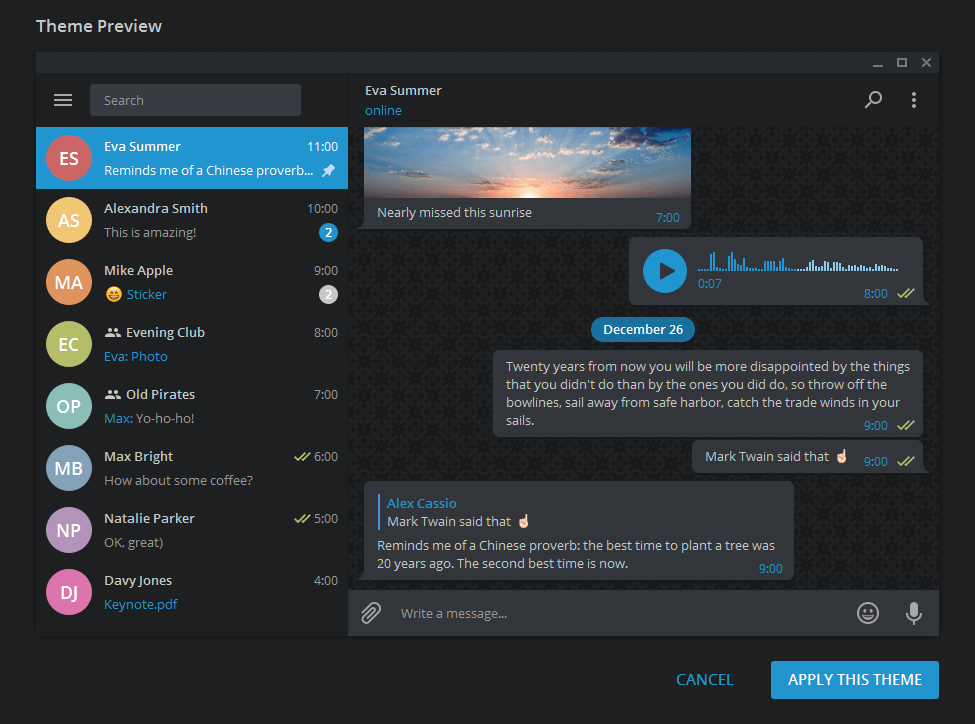 Theme Preview
Search
ES
Eva Summer 11:00
Reminds me of a Chinese proverb...
AS
Alexandra Smith 10:00
This is amazing! 2
MA
Mike Apple 9:00
😁 Sticker 2
EC
Evening Club 8:00
Eva: Photo
OP
Old Pirates 7:00
Max: Yo-ho-ho!
MB
Max Bright 6:00
How about some coffee?
NP
Natalie Parker 5:00
OK, great)
DJ
Davy Jones 4:00
Keynote.pdf
Eva Summer
online
Nearly missed this sunrise 7:00
0:07 8:00
December 26
Twenty years from now you will be more disappointed by the things
that you didn't do than by the ones you did do, so throw off the
bowlines, sail away from safe harbor, catch the trade winds in your
sails. 9:00
Mark Twain said that ☝🏻 9:00
Alex Cassio
Mark Twain said that ☝🏻
Reminds me of a Chinese proverb: the best time to plant a tree was
20 years ago. The second best time is now. 9:00
Write a message...
CANCEL
APPLY THIS THEME